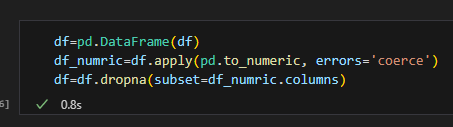 df=pd.DataFrame(df)
df_numric=df.apply(pd.to_numeric, errors='coerce')
df=df.dropna(subset=df_numric.columns)
6]
✓ 0.8s